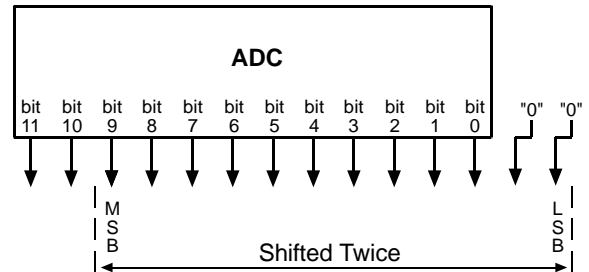 ADC
bit bit bit bit bit bit bit bit bit bit bit bit "0" "0"
11 10 9 8 7 6 5 4 3 2 1 0
M L
S S
B B
Shifted Twice